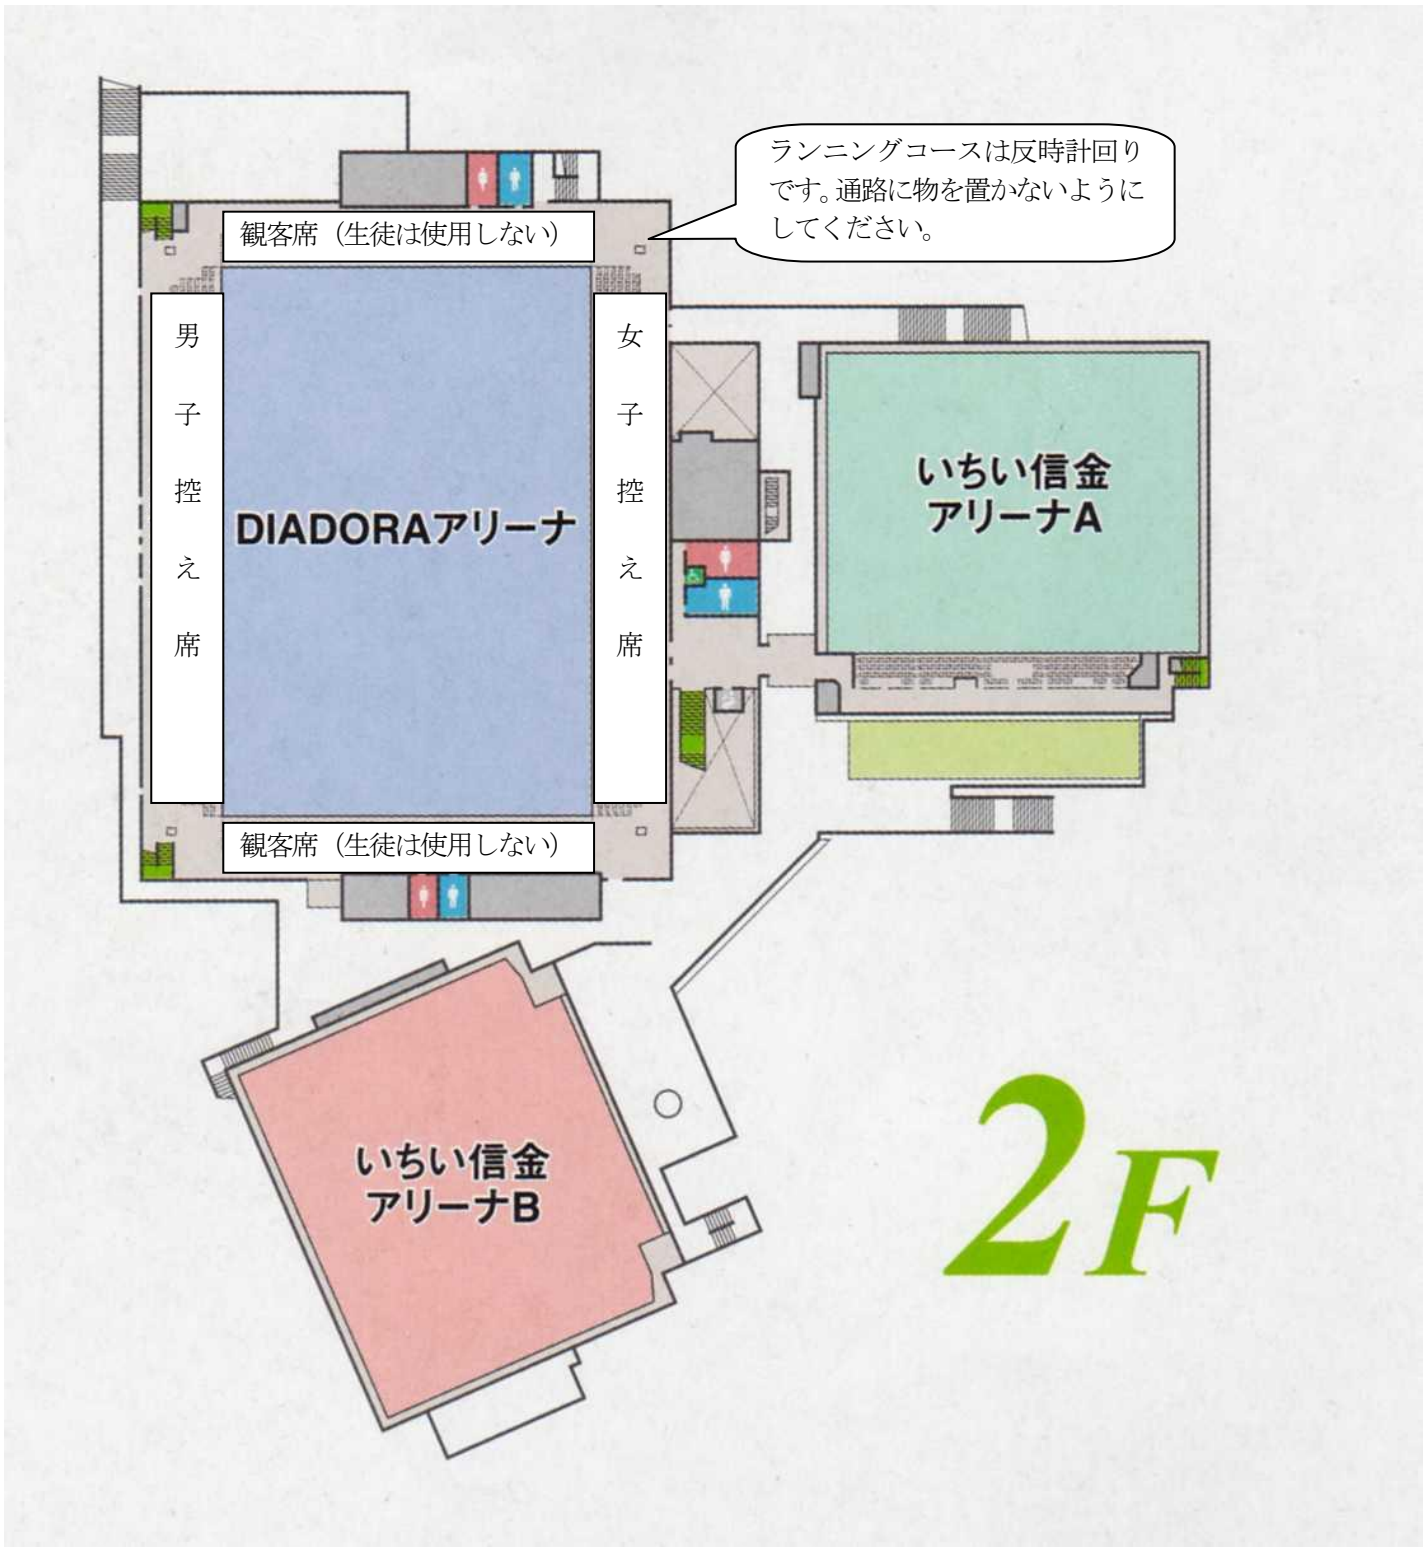 ランニングコースは反時計回り
です。通路に物を置かないように
してください。
観客席（生徒は使用しない）
男子控え席
女子控え席
DIADORAアリーナ
いちい信金
アリーナA
観客席（生徒は使用しない）
いちい信金
アリーナB
2F